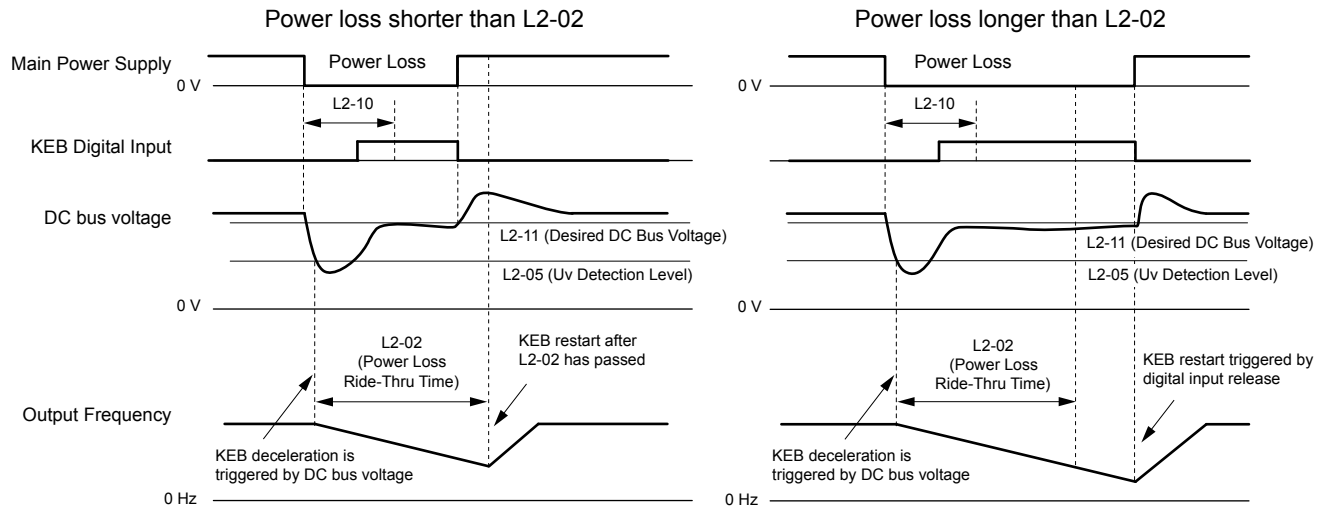 Power loss shorter than L2-02
Main Power Supply
0 V
Power Loss
L2-10
KEB Digital Input
DC bus voltage
L2-11 (Desired DC Bus Voltage)
L2-05 (Uv Detection Level)
0 V
L2-02
(Power Loss
Ride-Thru Time)
KEB restart after
L2-02 has passed
Output Frequency
KEB deceleration is
triggered by DC bus voltage
0 Hz
Power loss longer than L2-02
Power Loss
0 V
L2-10
L2-11 (Desired DC Bus Voltage)
L2-05 (Uv Detection Level)
0 V
L2-02
(Power Loss
Ride-Thru Time)
KEB restart triggered by
digital input release
KEB deceleration is
triggered by DC bus voltage
0 Hz